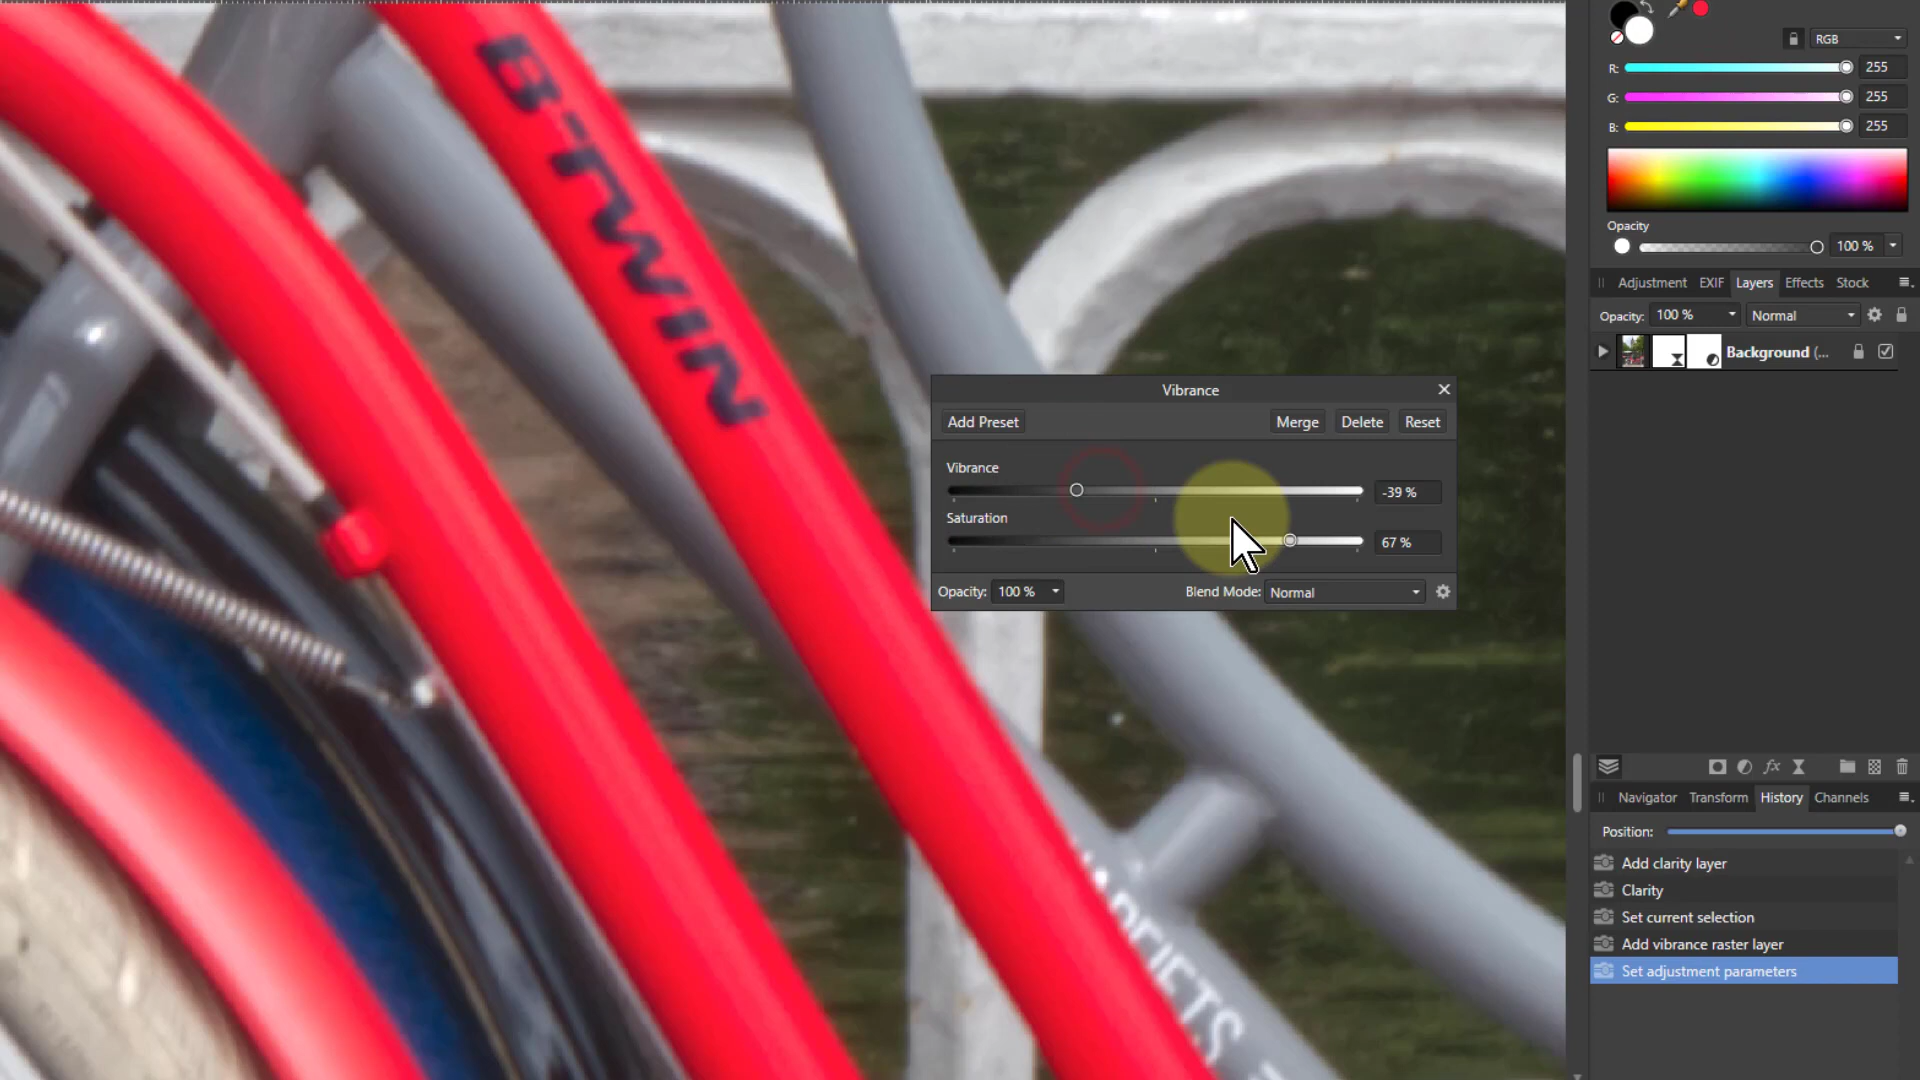 B'TWIN
RGB
R: 255
G: 255
B: 255
Opacity
100 %
Adjustment EXIF Layers Effects Stock
Opacity: 100 % Normal
Background (...
Vibrance
Add Preset Merge Delete Reset
Vibrance
-39 %
Saturation
67 %
Opacity: 100 % Blend Mode: Normal
fx
Navigator Transform History Channels
Position:
Add clarity layer
Clarity
Set current selection
Add vibrance raster layer
Set adjustment parameters